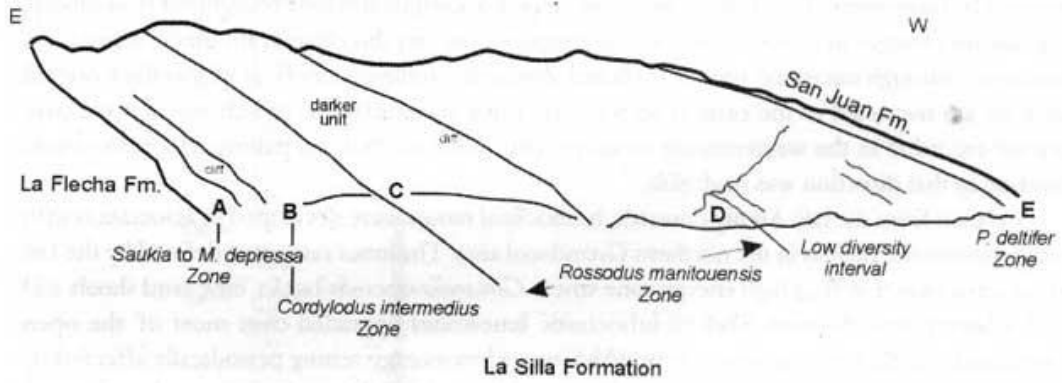 E
W
San Juan Fm.
darker
unit
cliff
cliff
La Flecha Fm.
A
B
C
D
E
Saukia to M. depressa
Zone
Cordylodus intermedius
Zone
Rossodus manitouensis
Zone
Low diversity
interval
P. deltifer
Zone
La Silla Formation